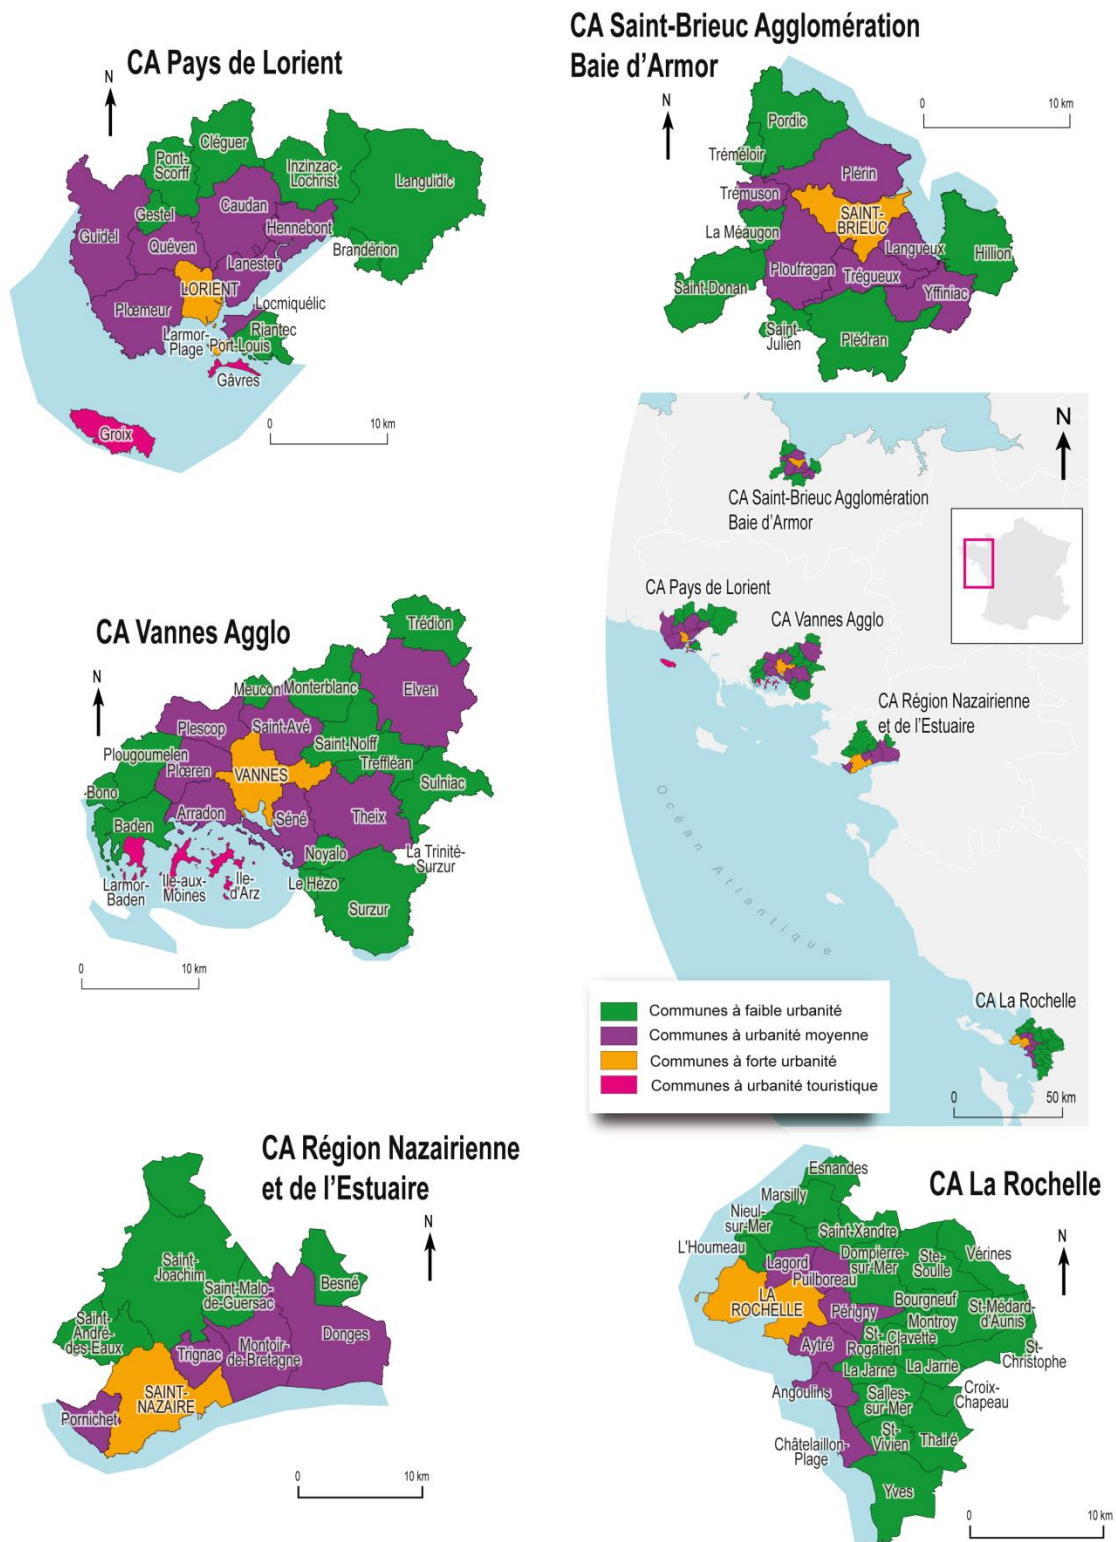 CA Pays de Lorient
N
Cléguer
Pont-
Scorff
Inzinzac-
Lochrist
Languidic
Gestel
Caudan
Guidel
Hennebont
Quéven
Brandérion
Lanester
LORIENT
Plœmeur
Locmiquélic
Larmor-
Plage
Riantec
Port-Louis
Gâvres
Groix
0
10 km
CA Saint-Brieuc Agglomération
Baie d'Armor
N
0
10 km
Pordic
Tréméloir
Plérin
Trémuson
SAINT-
BRIEUC
La Méaugon
Langueux
Hillion
Ploufragan
Trégueux
Saint-Donan
Yffiniac
Saint-
Julien
Plédran
N
CA Saint-Brieuc Agglomération
Baie d'Armor
CA Pays de Lorient
CA Vannes Agglo
CA Région Nazairienne
et de l'Estuaire
Océan Atlantique
CA La Rochelle
0
50 km
Communes à faible urbanité
Communes à urbanité moyenne
Communes à forte urbanité
Communes à urbanité touristique
CA Vannes Agglo
N
Trédion
Meucon
Monterblanc
Elven
Plescop
Saint-Avé
Saint-Nolff
Plougoumelen
Plœren
VANNES
Treffléan
Sulniac
Bono
Arradon
Séné
Theix
Baden
Noyalo
La Trinité-
Surzur
Larmor-
Baden
Ile-aux-
Moines
Ile-
d'Arz
Le Hézo
Surzur
0
10 km
CA Région Nazairienne
et de l'Estuaire
N
Saint-
Joachim
Saint-Malo-
de-Guersac
Besné
Saint-
André-
des-Eaux
Trignac
Montoir-
de-Bretagne
Donges
SAINT-
NAZAIRE
Pornichet
0
10 km
CA La Rochelle
N
Esnandes
Marsilly
Nieul-
sur-Mer
Saint-Xandre
L'Houmeau
Lagord
Dompierre-
sur-Mer
Ste-
Soulle
Vérines
Puilboreau
LA
ROCHELLE
Bourgneuf
Périgny
Montroy
St-Médard-
d'Aunis
Aytré
St-
Rogatien
Clavette
St-
Christophe
La Jarne
La Jarrie
Angoulins
Salles-
sur-Mer
Croix-
Chapeau
Châtelaillon-
Plage
St-
Vivien
Thairé
Yves
0
10 km